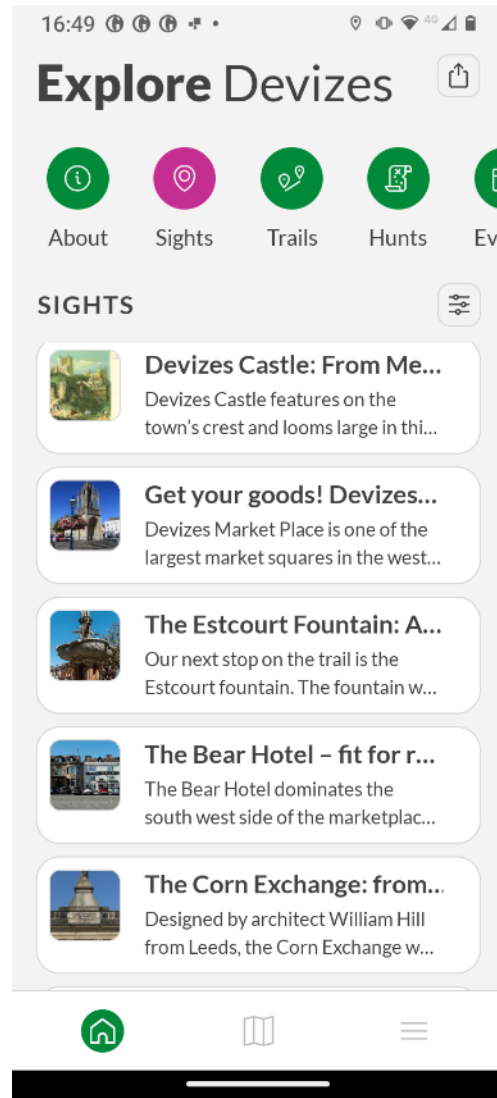 16:49
4G
Explore Devizes
About
Sights
Trails
Hunts
Ev
SIGHTS
Devizes Castle: From Me...
Devizes Castle features on the
town's crest and looms large in thi...
Get your goods! Devizes...
Devizes Market Place is one of the
largest market squares in the west...
The Estcourt Fountain: A...
Our next stop on the trail is the
Estcourt fountain. The fountain w...
The Bear Hotel – fit for r...
The Bear Hotel dominates the
south west side of the marketplac...
The Corn Exchange: from...
Designed by architect William Hill
from Leeds, the Corn Exchange w...